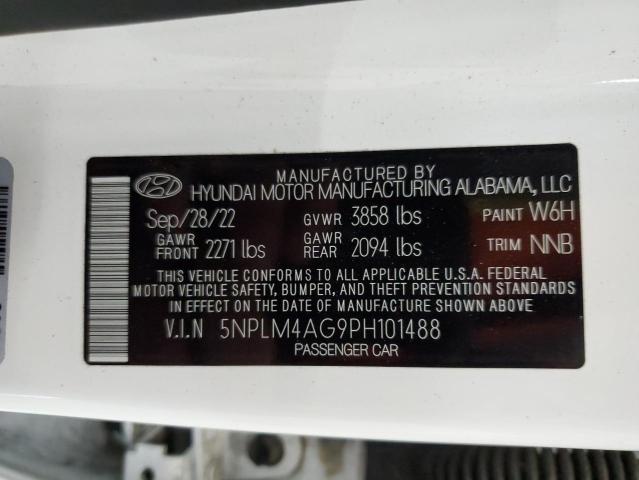 MANUFACTURED BY
HYUNDAI MOTOR MANUFACTURING ALABAMA, LLC
Sep/28/22 GVWR 3858 lbs PAINT W6H
GAWR FRONT 2271 lbs GAWR REAR 2094 lbs TRIM NNB
THIS VEHICLE CONFORMS TO ALL APPLICABLE U.S.A. FEDERAL
MOTOR VEHICLE SAFETY, BUMPER, AND THEFT PREVENTION STANDARDS
IN EFFECT ON THE DATE OF MANUFACTURE SHOWN ABOVE
V.I.N 5NPLM4AG9PH101488
PASSENGER CAR